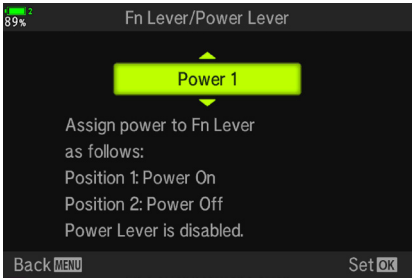 2
89%
Fn Lever/Power Lever
Power 1
Assign power to Fn Lever
as follows:
Position 1: Power On
Position 2: Power Off
Power Lever is disabled.
Back MENU
Set OK